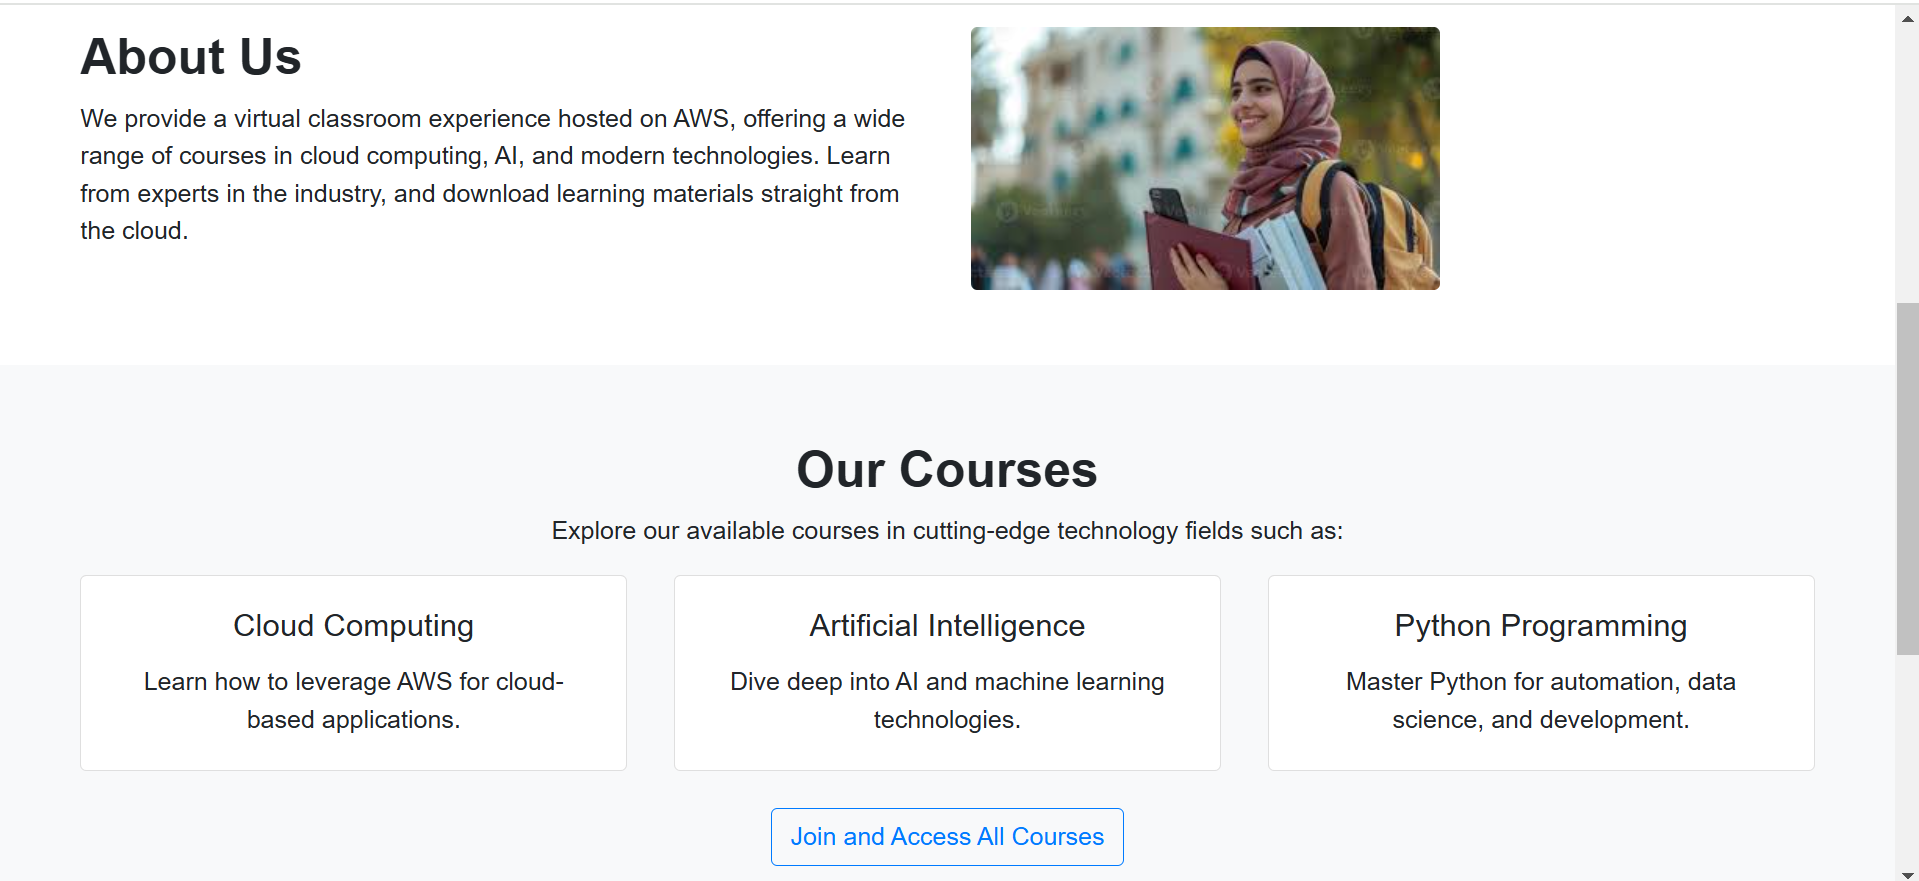 About Us
We provide a virtual classroom experience hosted on AWS, offering a wide
range of courses in cloud computing, AI, and modern technologies. Learn
from experts in the industry, and download learning materials straight from
the cloud.
Our Courses
Explore our available courses in cutting-edge technology fields such as:
Cloud Computing
Learn how to leverage AWS for cloud-
based applications.
Artificial Intelligence
Dive deep into AI and machine learning
technologies.
Python Programming
Master Python for automation, data
science, and development.
Join and Access All Courses